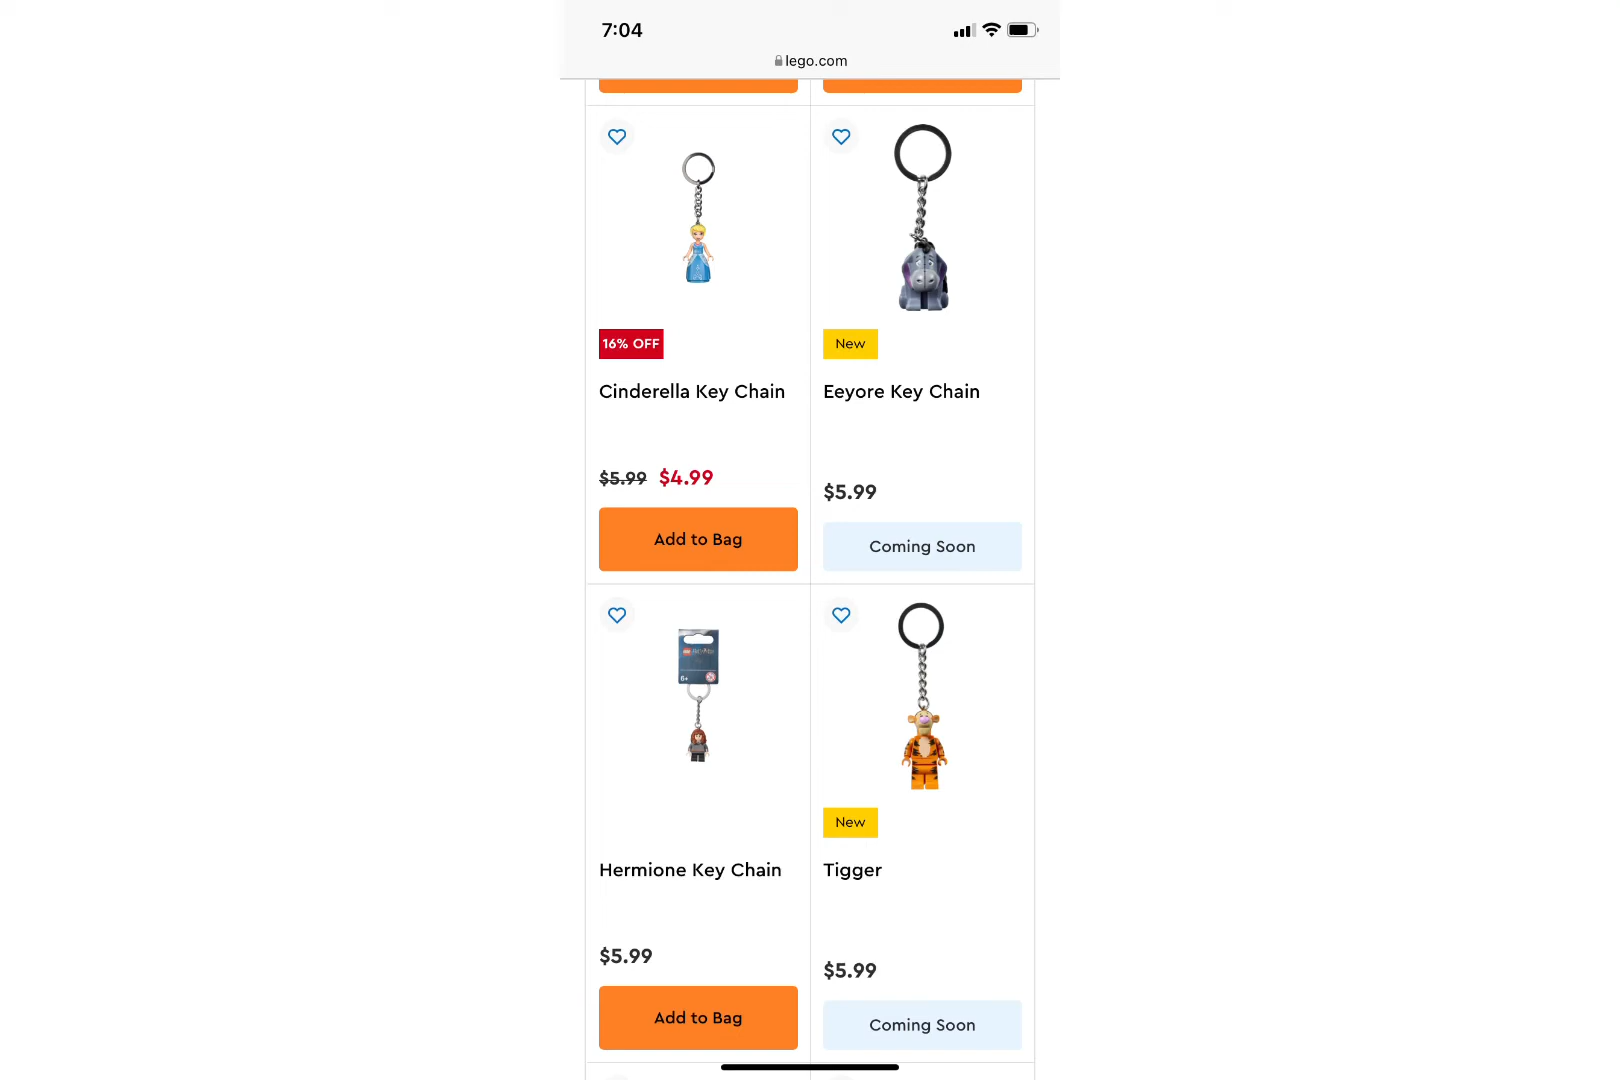 7:04
lego.com
16% OFF
New
Cinderella Key Chain
Eeyore Key Chain
$5.99 $4.99
$5.99
Add to Bag
Coming Soon
6+
New
Hermione Key Chain
Tigger
$5.99
$5.99
Add to Bag
Coming Soon